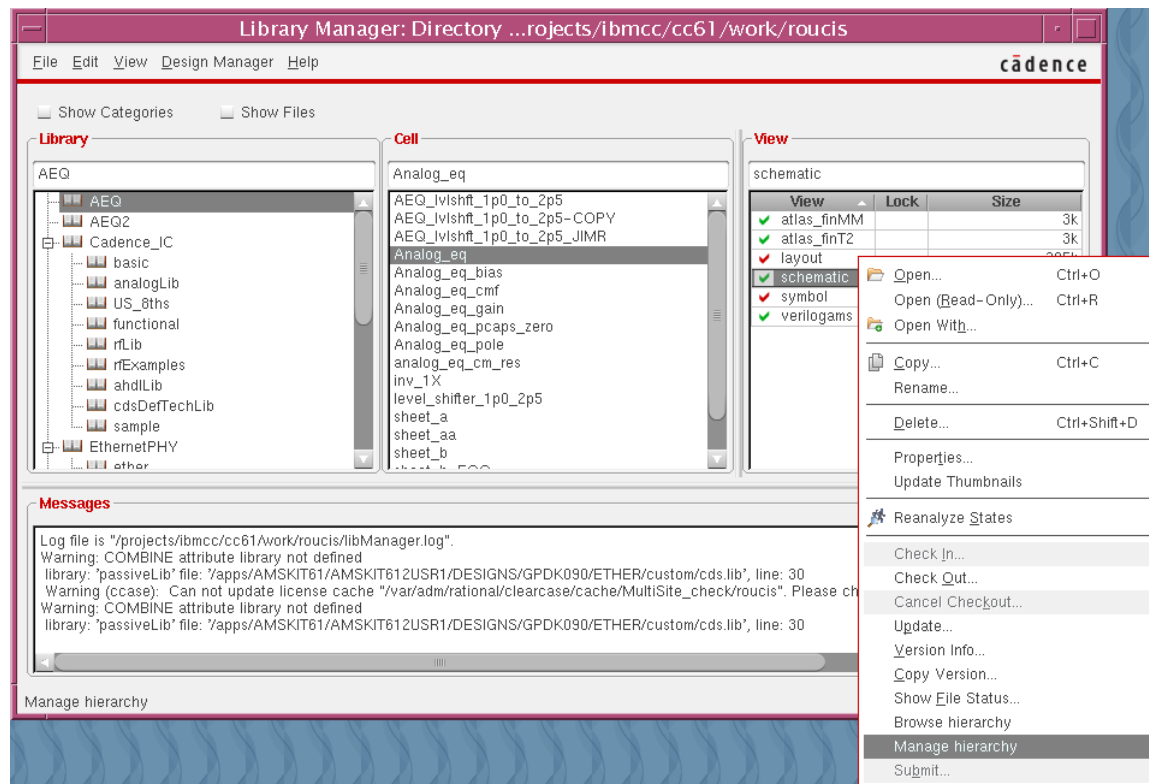 Library Manager: Directory ...rojects/ibmcc/cc61/work/roucis
File Edit View Design Manager Help
cādence
Show Categories Show Files
Library
AEQ
AEQ
AEQ2
Cadence_IC
basic
analogLib
US_8ths
functional
rfLib
rfExamples
ahdlLib
cdsDefTechLib
sample
EthernetPHY
ether
Cell
Analog_eq
AEQ_lvlshft_1p0_to_2p5
AEQ_lvlshft_1p0_to_2p5-COPY
AEQ_lvlshft_1p0_to_2p5_JIMR
Analog_eq
Analog_eq_bias
Analog_eq_cmf
Analog_eq_gain
Analog_eq_pcaps_zero
Analog_eq_pole
analog_eq_cm_res
inv_1X
level_shifter_1p0_2p5
sheet_a
sheet_aa
sheet_b
View
schematic
View Lock Size
atlas_finMM 3k
atlas_finT2 3k
layout
schematic
symbol
verilogams
Open... Ctrl+O
Open (Read-Only)... Ctrl+R
Open With...
Copy... Ctrl+C
Rename...
Delete... Ctrl+Shift+D
Properties...
Update Thumbnails
Reanalyze States
Check In...
Check Out...
Cancel Checkout...
Update...
Version Info...
Copy Version...
Show File Status...
Browse hierarchy
Manage hierarchy
Submit...
Messages
Log file is "/projects/ibmcc/cc61/work/roucis/libManager.log".
Warning: COMBINE attribute library not defined
library: 'passiveLib' file: '/apps/AMSKIT61/AMSKIT612USR1/DESIGNS/GPDK090/ETHER/custom/cds.lib', line: 30
Warning (ccase): Can not update license cache "/var/adm/rational/clearcase/cache/MultiSite_check/roucis". Please ch
Warning: COMBINE attribute library not defined
library: 'passiveLib' file: '/apps/AMSKIT61/AMSKIT612USR1/DESIGNS/GPDK090/ETHER/custom/cds.lib', line: 30
Manage hierarchy